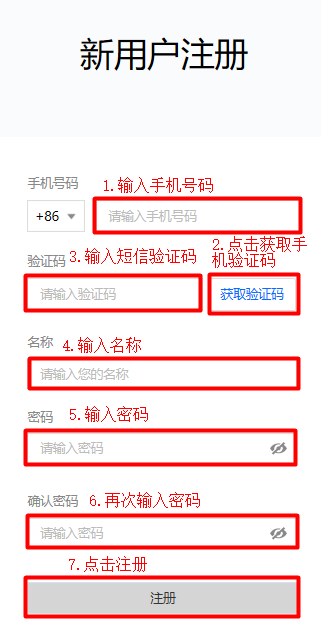 新用户注册
手机号码
1.输入手机号码
+86
请输入手机号码
验证码
3.输入短信验证码
2.点击获取手
机验证码
请输入验证码
获取验证码
名称
4.输入名称
请输入您的名称
密码
5.输入密码
请输入密码
确认密码
6.再次输入密码
请输入密码
7.点击注册
注册